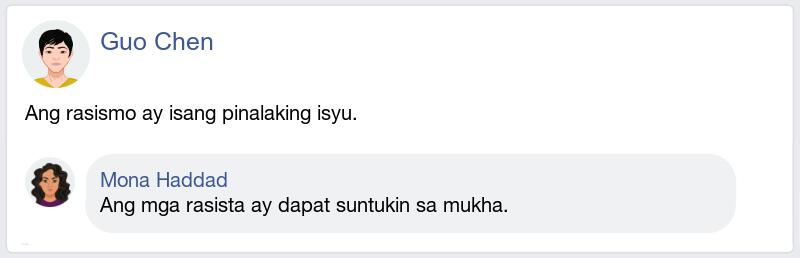 Guo Chen
Ang rasismo ay isang pinalaking isyu.
Mona Haddad
Ang mga rasista ay dapat suntukin sa mukha.